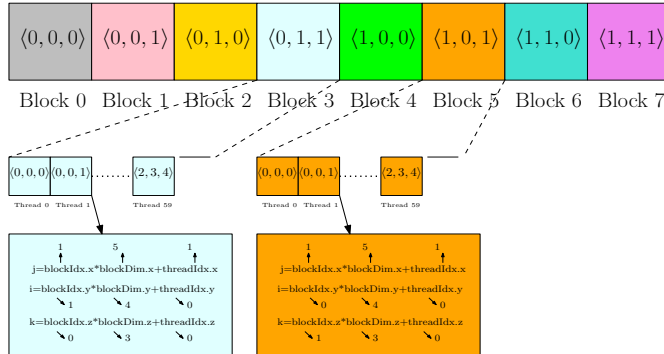 ⟨0, 0, 0⟩ ⟨0, 0, 1⟩ ⟨0, 1, 0⟩ ⟨0, 1, 1⟩ ⟨1, 0, 0⟩ ⟨1, 0, 1⟩ ⟨1, 1, 0⟩ ⟨1, 1, 1⟩
Block 0 Block 1 Block 2 Block 3 Block 4 Block 5 Block 6 Block 7
⟨0, 0, 0⟩ ⟨0, 0, 1⟩ ........ ⟨2, 3, 4⟩ ⟨0, 0, 0⟩ ⟨0, 0, 1⟩ ........ ⟨2, 3, 4⟩
Thread 0 Thread 1 Thread 59 Thread 0 Thread 1 Thread 59
1 5 1
j=blockIdx.x*blockDim.x+threadIdx.x
i=blockIdx.y*blockDim.y+threadIdx.y
1 4 0
k=blockIdx.z*blockDim.z+threadIdx.z
0 3 0
1 5 1
j=blockIdx.x*blockDim.x+threadIdx.x
i=blockIdx.y*blockDim.y+threadIdx.y
0 4 0
k=blockIdx.z*blockDim.z+threadIdx.z
1 3 0